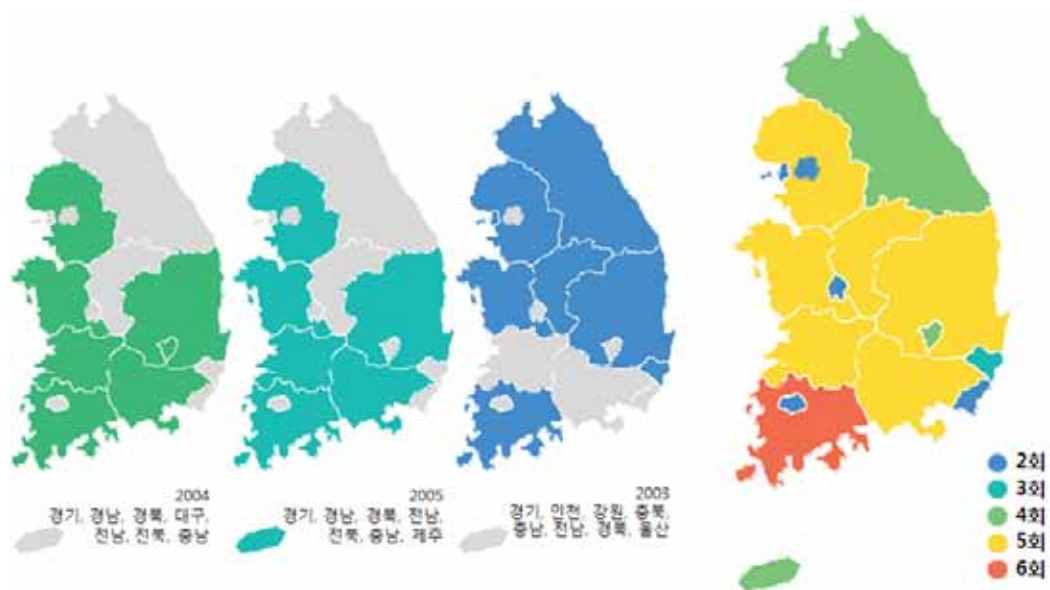 2004
경기, 경남, 경북, 대구,
전남, 전북, 충남
2005
경기, 경남, 경북, 전남,
전북, 충남, 제주
2003
경기, 인천, 강원, 충북,
충남, 전남, 경북, 울산
2회
3회
4회
5회
6회